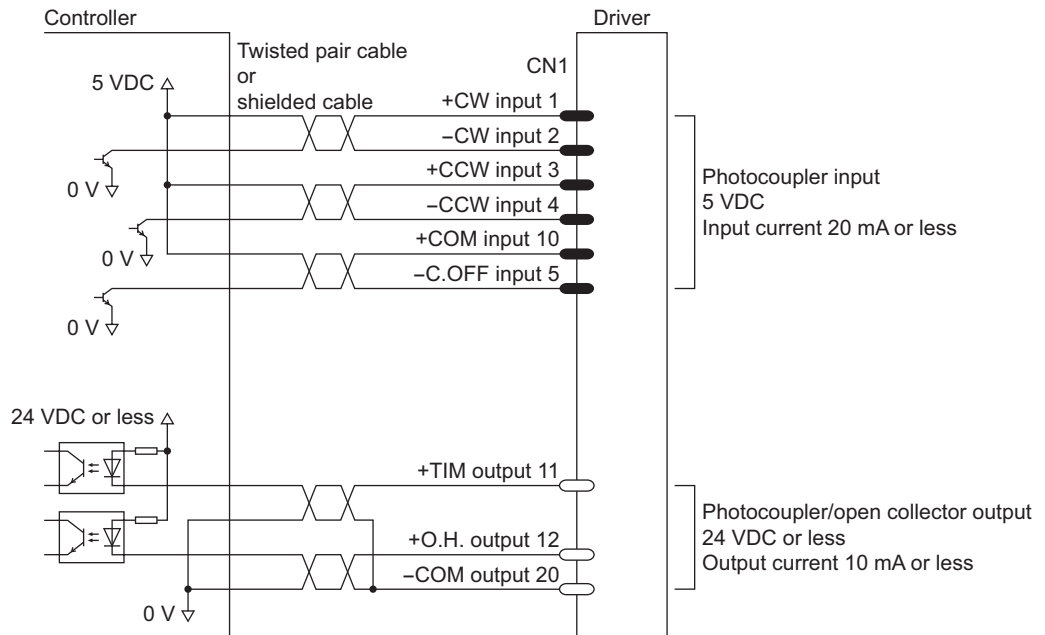 Controller
Driver
Twisted pair cable
or
shielded cable
CN1
5 VDC
+CW input 1
−CW input 2
0 V
+CCW input 3
−CCW input 4
0 V
+COM input 10
−C.OFF input 5
0 V
Photocoupler input
5 VDC
Input current 20 mA or less
24 VDC or less
+TIM output 11
+O.H. output 12
−COM output 20
0 V
Photocoupler/open collector output
24 VDC or less
Output current 10 mA or less